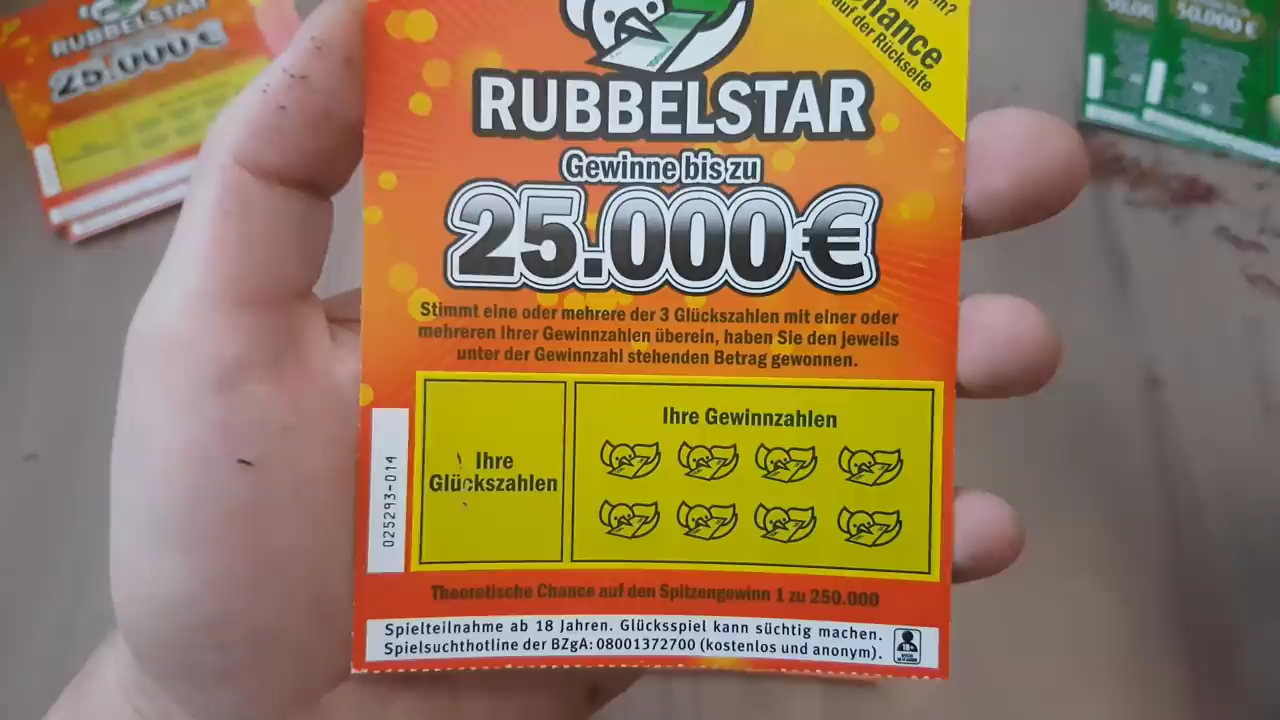 RUBBELSTAR
25.000 €
hance
auf der Rückseite
50.000 €
RUBBELSTAR
Gewinne bis zu
25.000 €
Stimmt eine oder mehrere der 3 Glückszahlen mit einer oder
mehreren Ihrer Gewinnzahlen überein, haben Sie den jeweils
unter der Gewinnzahl stehenden Betrag gewonnen.
Ihre Gewinnzahlen
Ihre
Glückszahlen
025293-014
Theoretische Chance auf den Spitzengewinn 1 zu 250.000
Spielteilnahme ab 18 Jahren. Glücksspiel kann süchtig machen.
Spielsuchthotline der BZgA: 08001372700 (kostenlos und anonym).